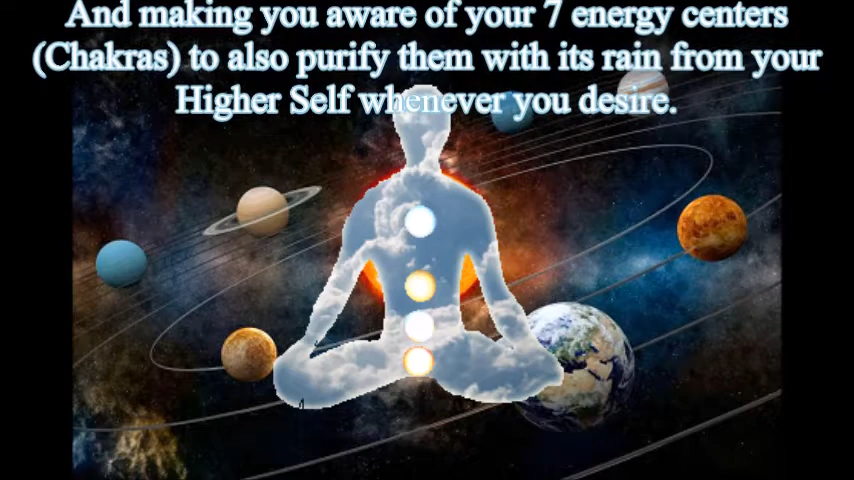 And making you aware of your 7 energy centers
(Chakras) to also purify them with its rain from your
Higher Self whenever you desire.